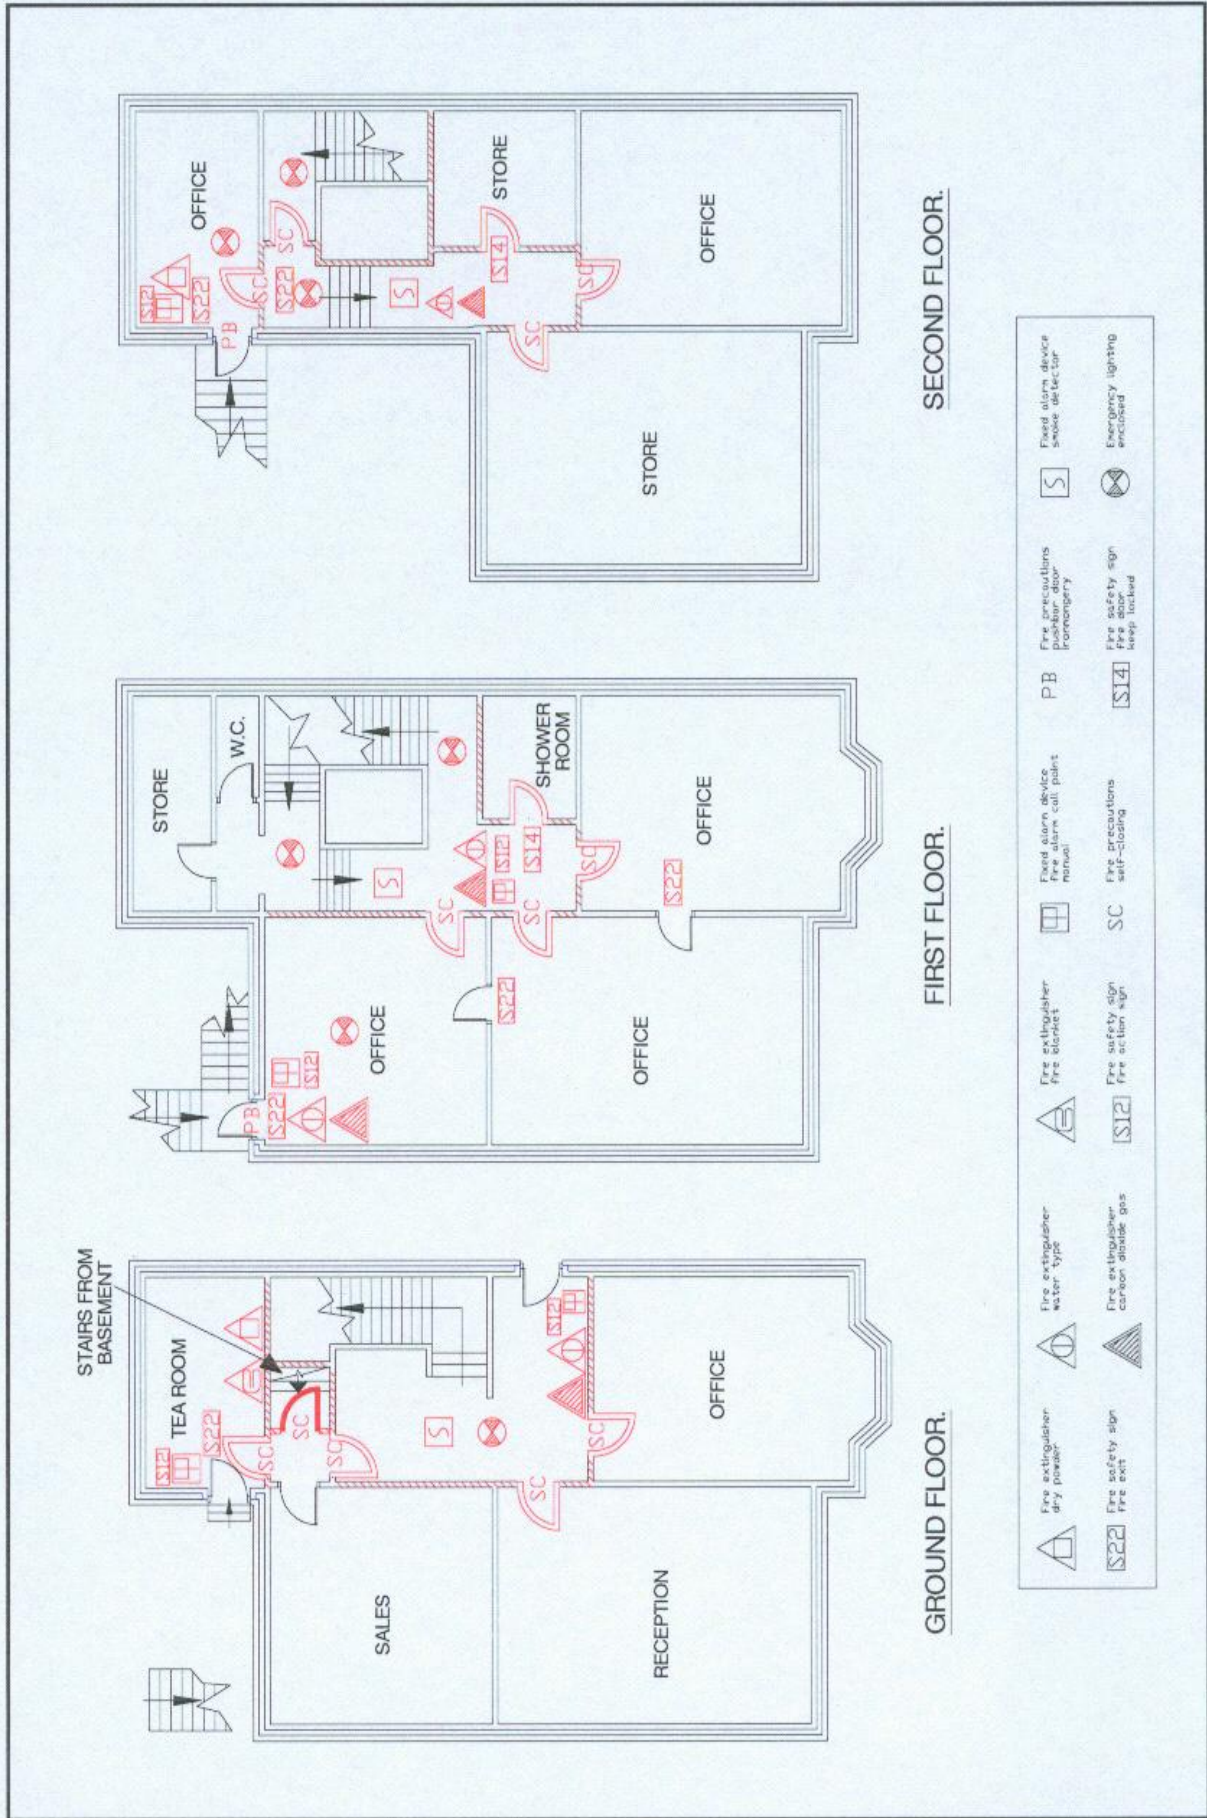 STAIRS FROM
BASEMENT
TEA ROOM
S12
S22
SC
SC
SC
SALES
S
S12
SC
SC
RECEPTION
OFFICE
GROUND FLOOR.
STORE
W.C.
PB
S22
S12
OFFICE
S
SC
S12
S14
SHOWER
ROOM
S22
SC
SC
OFFICE
S22
OFFICE
FIRST FLOOR.
OFFICE
S12
S22
PB
SC
SC
S22
S
S14
STORE
SC
SC
STORE
OFFICE
SECOND FLOOR.
Fire extinguisher
dry powder
Fire extinguisher
water type
Fire extinguisher
fire blanket
Fixed alarm device
fire alarm call point
manual
PB
Fire precautions
pushbar door
ironmongery
S
Fixed alarm device
smoke detector
S22
Fire safety sign
fire exit
Fire extinguisher
carbon dioxide gas
S12
Fire safety sign
fire action sign
SC
Fire precautions
self-closing
S14
Fire safety sign
fire door
keep locked
Emergency lighting
enclosed